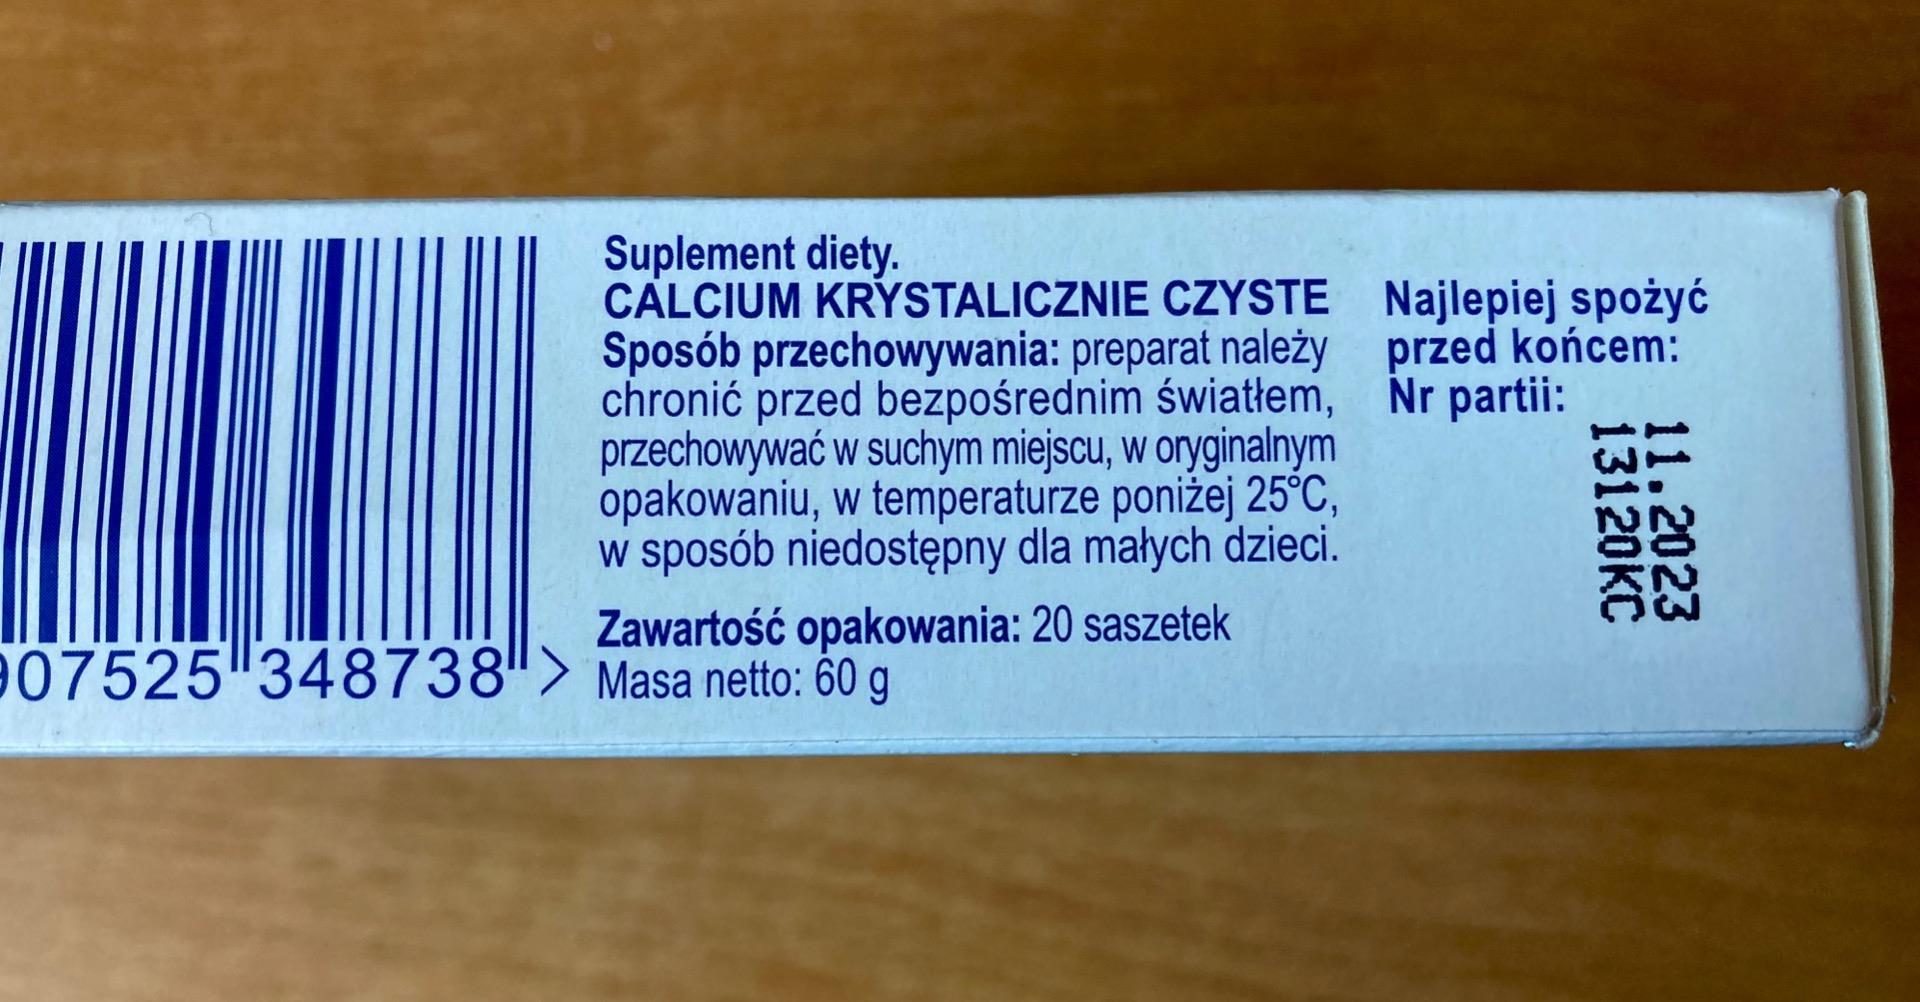 Suplement diety.
CALCIUM KRYSTALICZNIE CZYSTE
Sposób przechowywania: preparat należy
chronić przed bezpośrednim światłem,
przechowywać w suchym miejscu, w oryginalnym
opakowaniu, w temperaturze poniżej 25°C,
w sposób niedostępny dla małych dzieci.
Zawartość opakowania: 20 saszetek
Masa netto: 60 g
Najlepiej spożyć
przed końcem:
Nr partii:
11.2023
13120KC
907525 348738 >